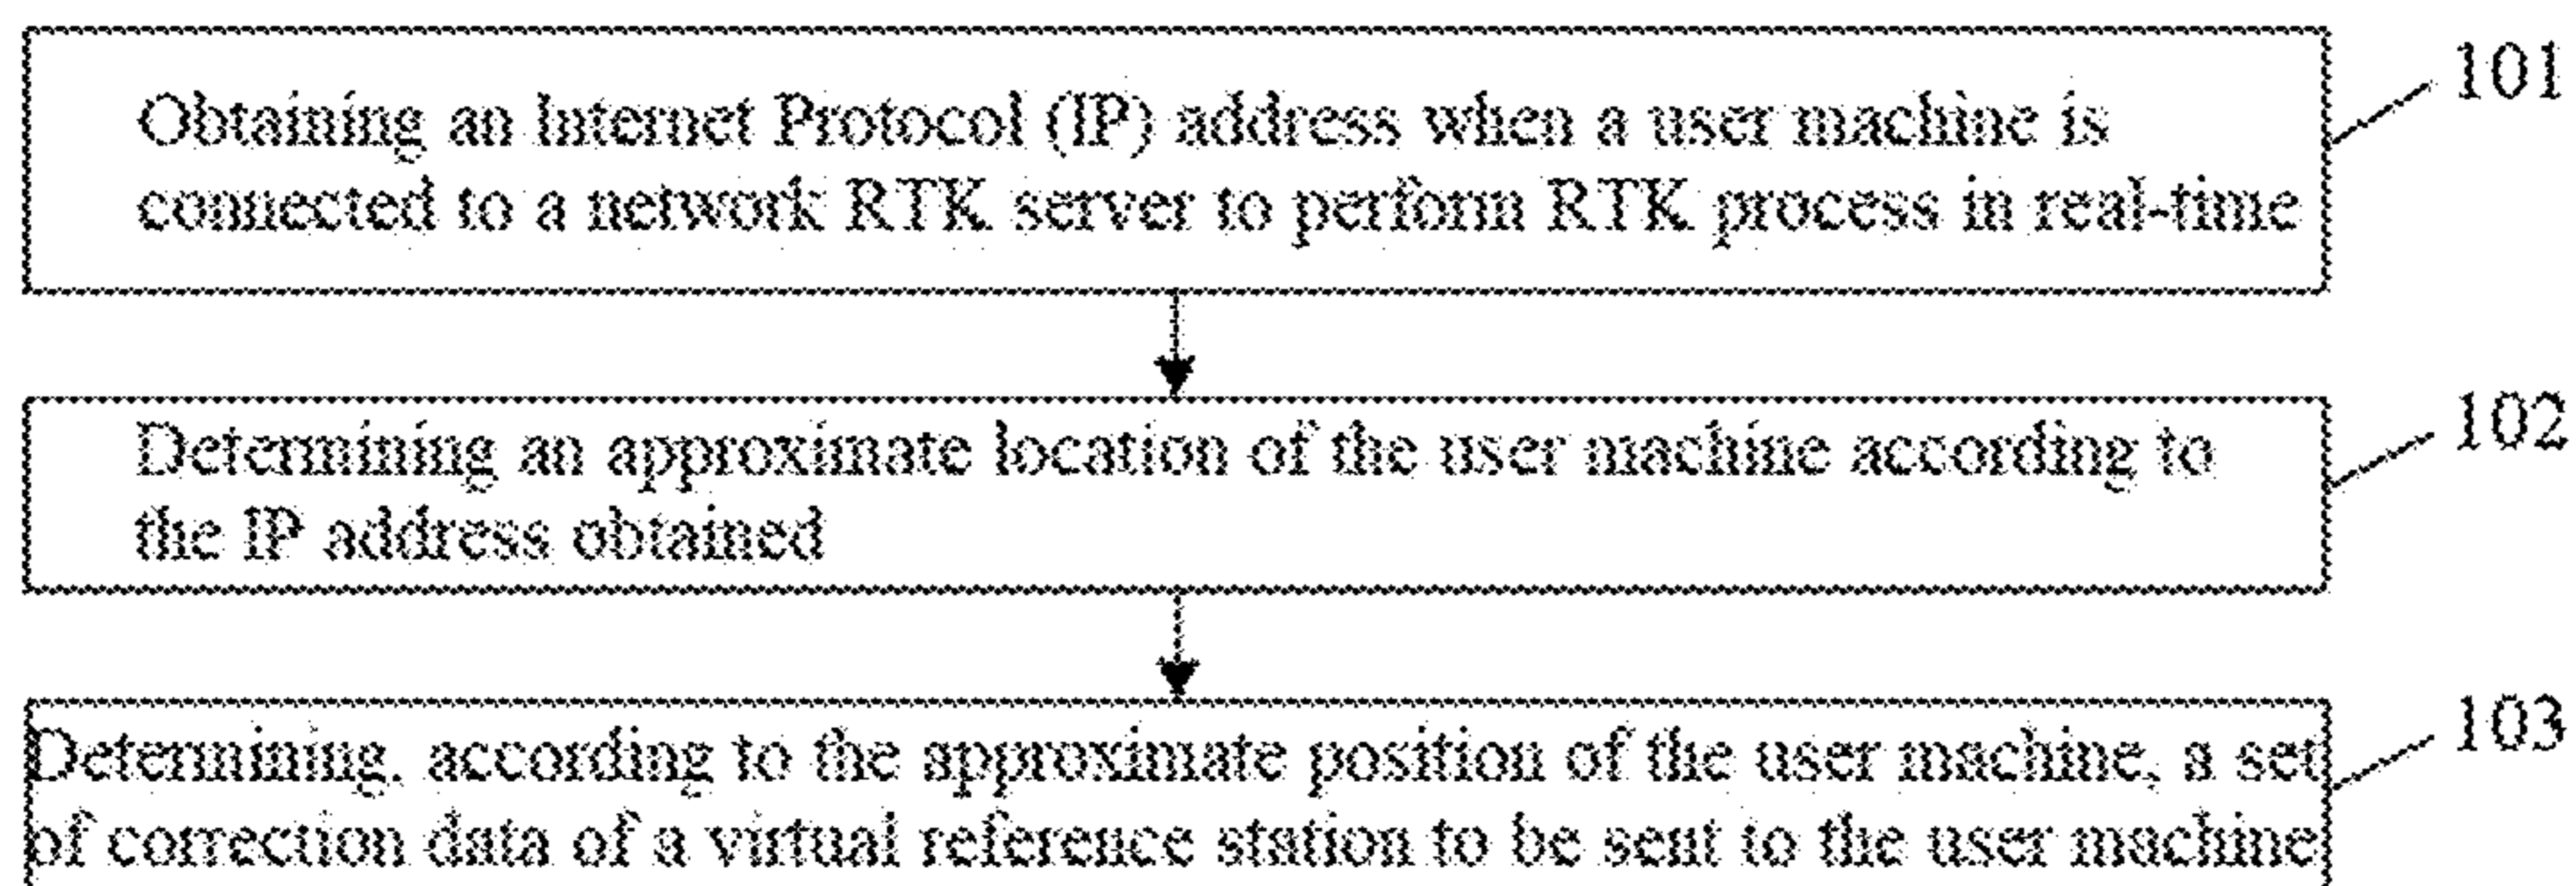 101
Obtaining an Internet Protocol (IP) address when a user machine is
connected to a network RTK server to perform RTK process in real-time
102
Determining an approximate location of the user machine according to
the IP address obtained
103
Determining, according to the approximate position of the user machine, a set
of correction data of a virtual reference station to be sent to the user machine